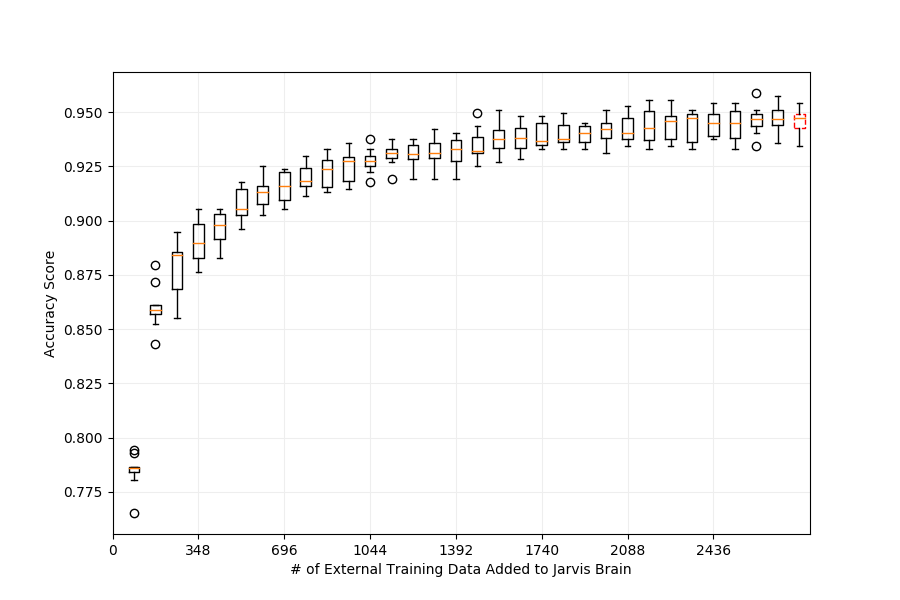 0.950
0.925
0.900
0.875
0.850
0.825
0.800
0.775
Accuracy Score
0 348 696 1044 1392 1740 2088 2436
# of External Training Data Added to Jarvis Brain